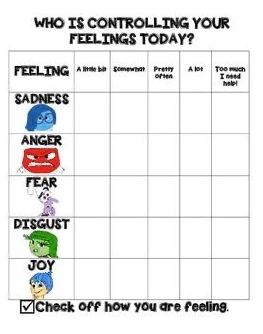 WHO IS CONTROLLING YOUR
FEELINGS TODAY?
FEELING A little bit Somewhat Pretty often A lot Too much I need help!
SADNESS
ANGER
FEAR
DISGUST
JOY
Check off how you are feeling.